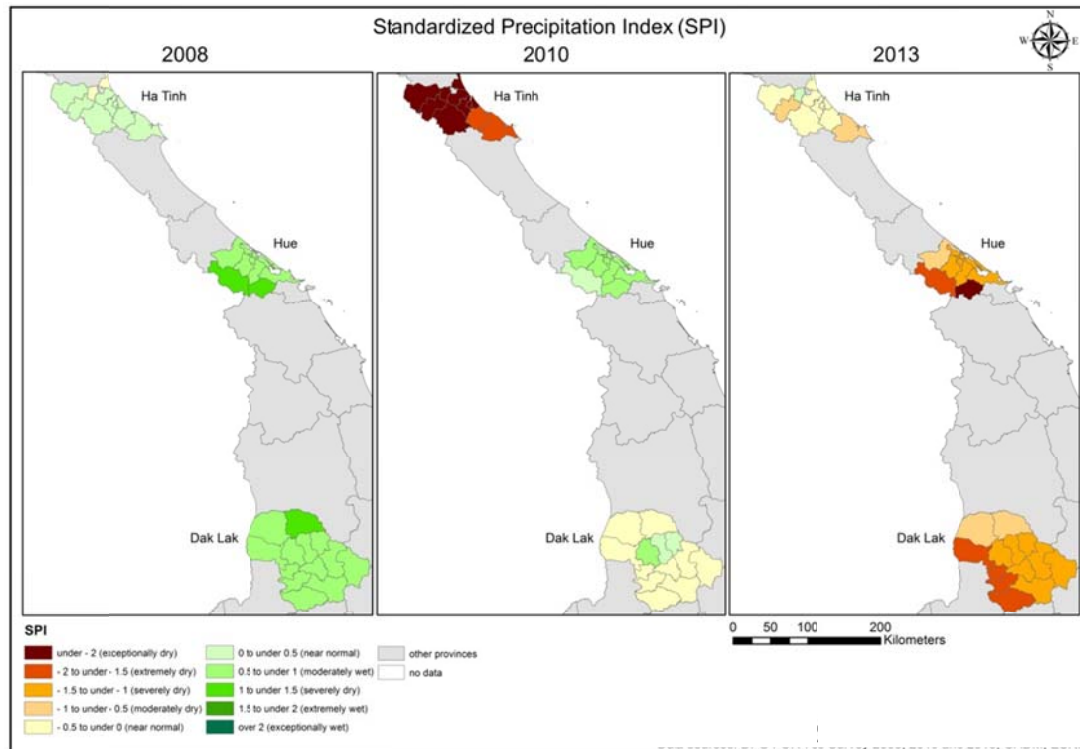 Standardized Precipitation Index (SPI)
N
W E
S
2008 2010 2013
Ha Tinh Ha Tinh Ha Tinh
Hue Hue Hue
Dak Lak Dak Lak Dak Lak
SPI
under - 2 (exceptionally dry)
- 2 to under - 1.5 (extremely dry)
- 1.5 to under - 1 (severely dry)
- 1 to under - 0.5 (moderately dry)
- 0.5 to under 0 (near normal)
0 to under 0.5 (near normal)
0.5 to under 1 (moderately wet)
1 to under 1.5 (severely dry)
1.5 to under 2 (extremely wet)
over 2 (exceptionally wet)
other provinces
no data
0 50 100 200
Kilometers